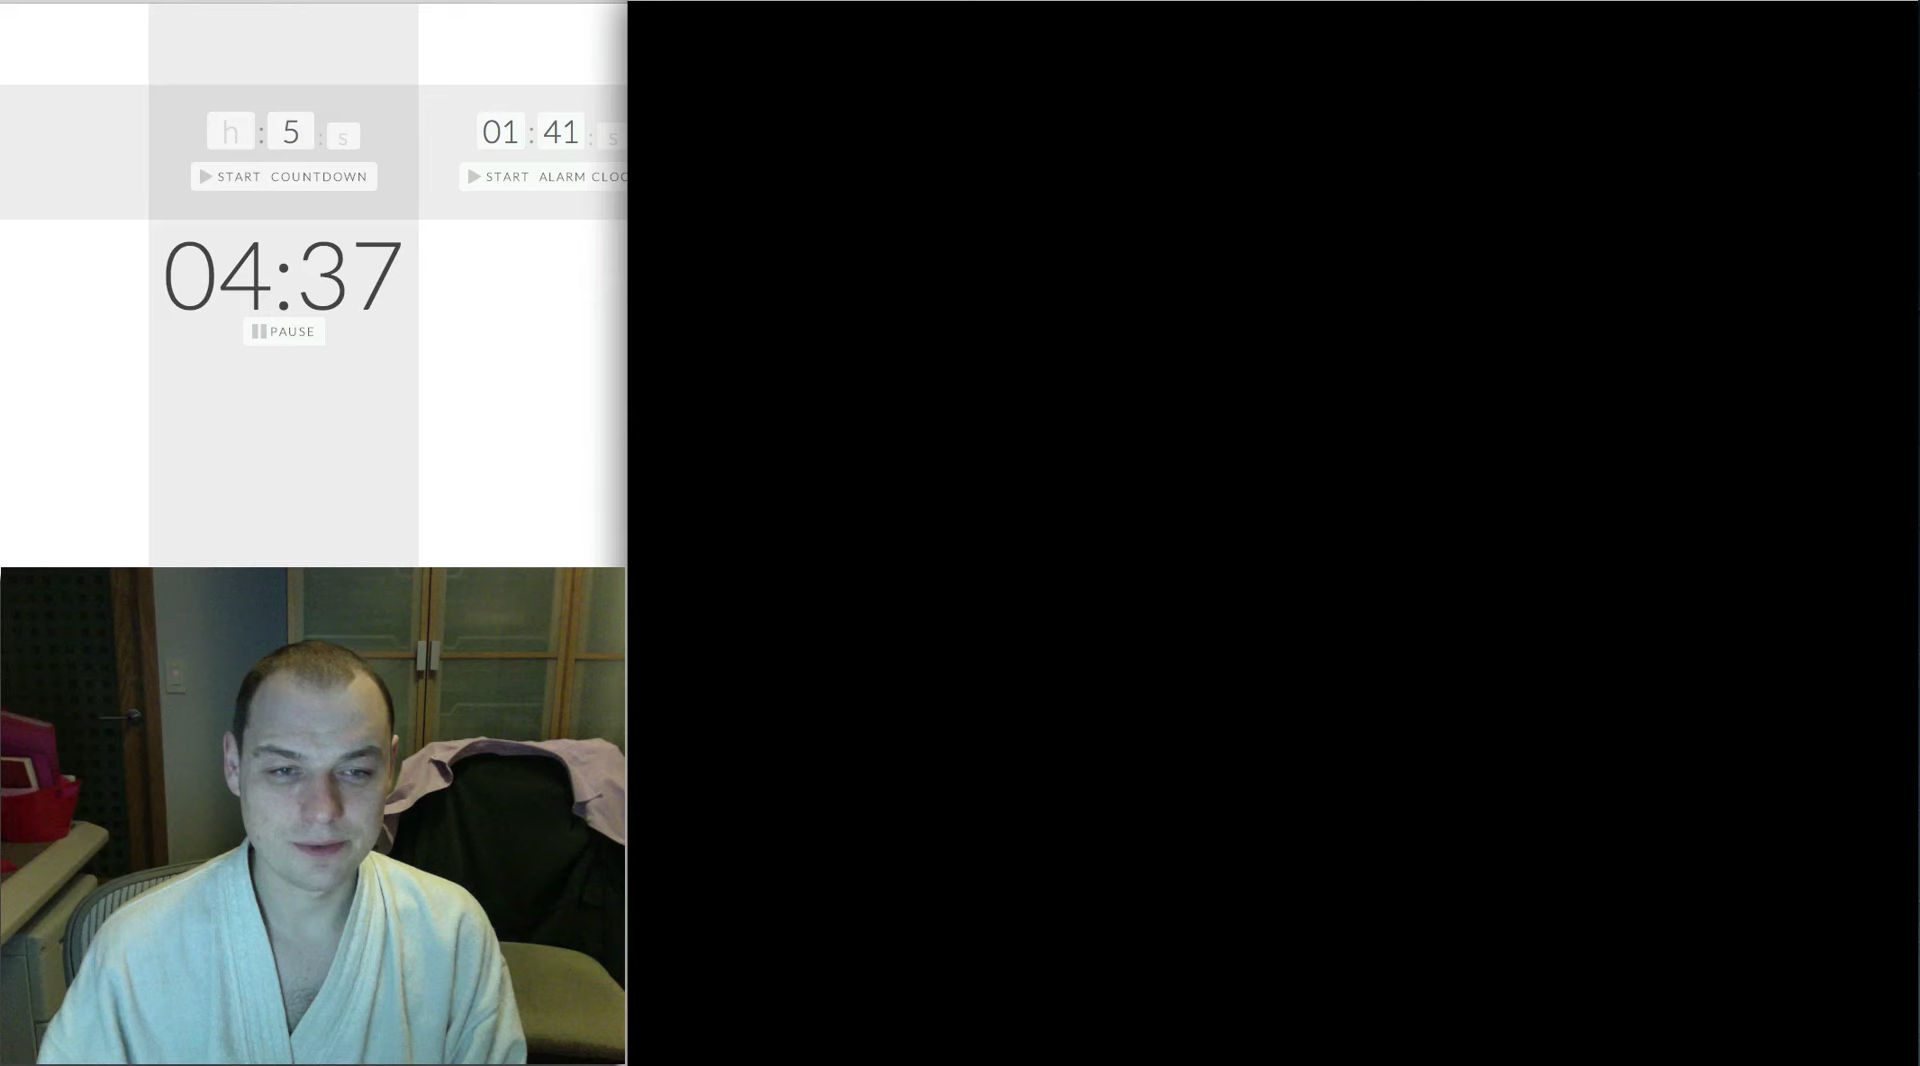 h : 5 : s
START COUNTDOWN
01 : 41 : s
START ALARM CLOC
04:37
PAUSE